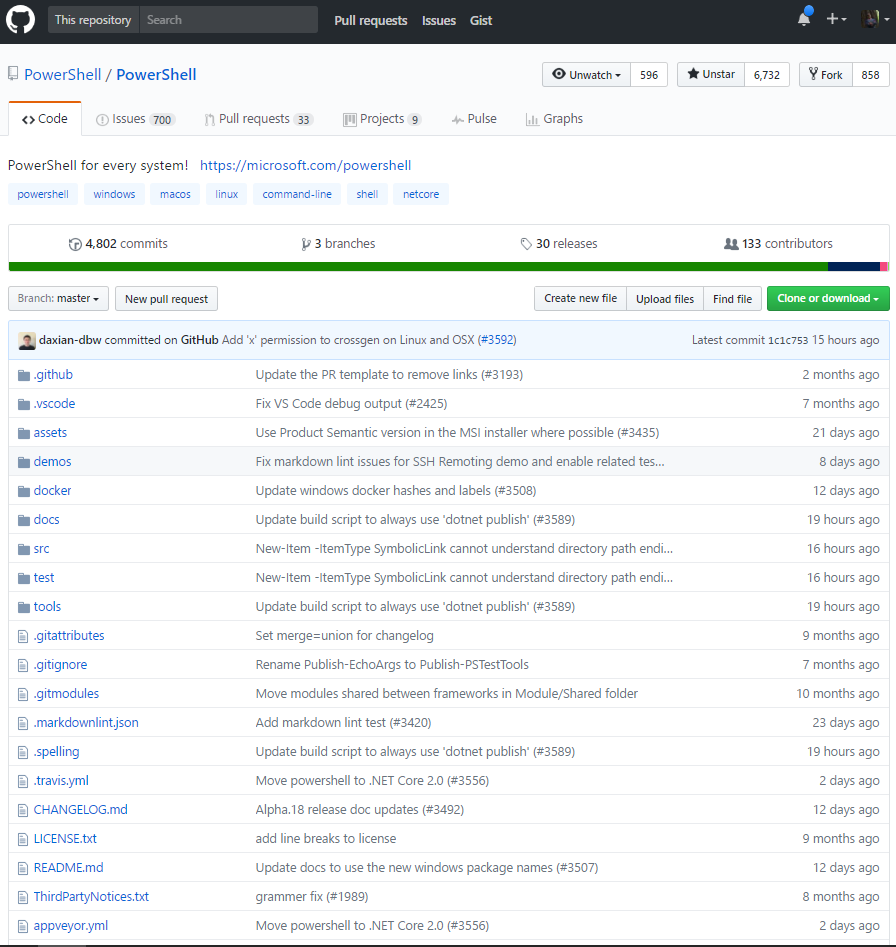 This repository Search Pull requests Issues Gist
PowerShell / PowerShell Unwatch 596 Unstar 6,732 Fork 858
Code Issues 700 Pull requests 33 Projects 9 Pulse Graphs
PowerShell for every system! https://microsoft.com/powershell
powershell windows macos linux command-line shell netcore
4,802 commits 3 branches 30 releases 133 contributors
Branch: master New pull request Create new file Upload files Find file Clone or download
daxian-dbw committed on GitHub Add 'x' permission to crossgen on Linux and OSX (#3592) Latest commit 1c1c753 15 hours ago
.github Update the PR template to remove links (#3193) 2 months ago
.vscode Fix VS Code debug output (#2425) 7 months ago
assets Use Product Semantic version in the MSI installer where possible (#3435) 21 days ago
demos Fix markdown lint issues for SSH Remoting demo and enable related tes... 8 days ago
docker Update windows docker hashes and labels (#3508) 12 days ago
docs Update build script to always use 'dotnet publish' (#3589) 19 hours ago
src New-Item -ItemType SymbolicLink cannot understand directory path endi... 16 hours ago
test New-Item -ItemType SymbolicLink cannot understand directory path endi... 16 hours ago
tools Update build script to always use 'dotnet publish' (#3589) 19 hours ago
.gitattributes Set merge=union for changelog 9 months ago
.gitignore Rename Publish-EchoArgs to Publish-PSTestTools 7 months ago
.gitmodules Move modules shared between frameworks in Module/Shared folder 10 months ago
.markdownlint.json Add markdown lint test (#3420) 23 days ago
.spelling Update build script to always use 'dotnet publish' (#3589) 19 hours ago
.travis.yml Move powershell to .NET Core 2.0 (#3556) 2 days ago
CHANGELOG.md Alpha.18 release doc updates (#3492) 12 days ago
LICENSE.txt add line breaks to license 9 months ago
README.md Update docs to use the new windows package names (#3507) 12 days ago
ThirdPartyNotices.txt grammer fix (#1989) 8 months ago
appveyor.yml Move powershell to .NET Core 2.0 (#3556) 2 days ago